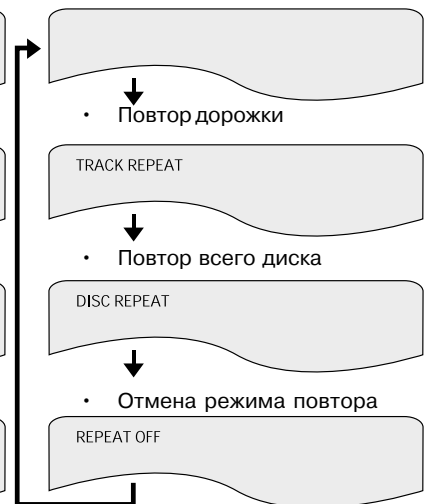 · Повтор дорожки
TRACK REPEAT
· Повтор всего диска
DISC REPEAT
· Отмена режима повтора
REPEAT OFF